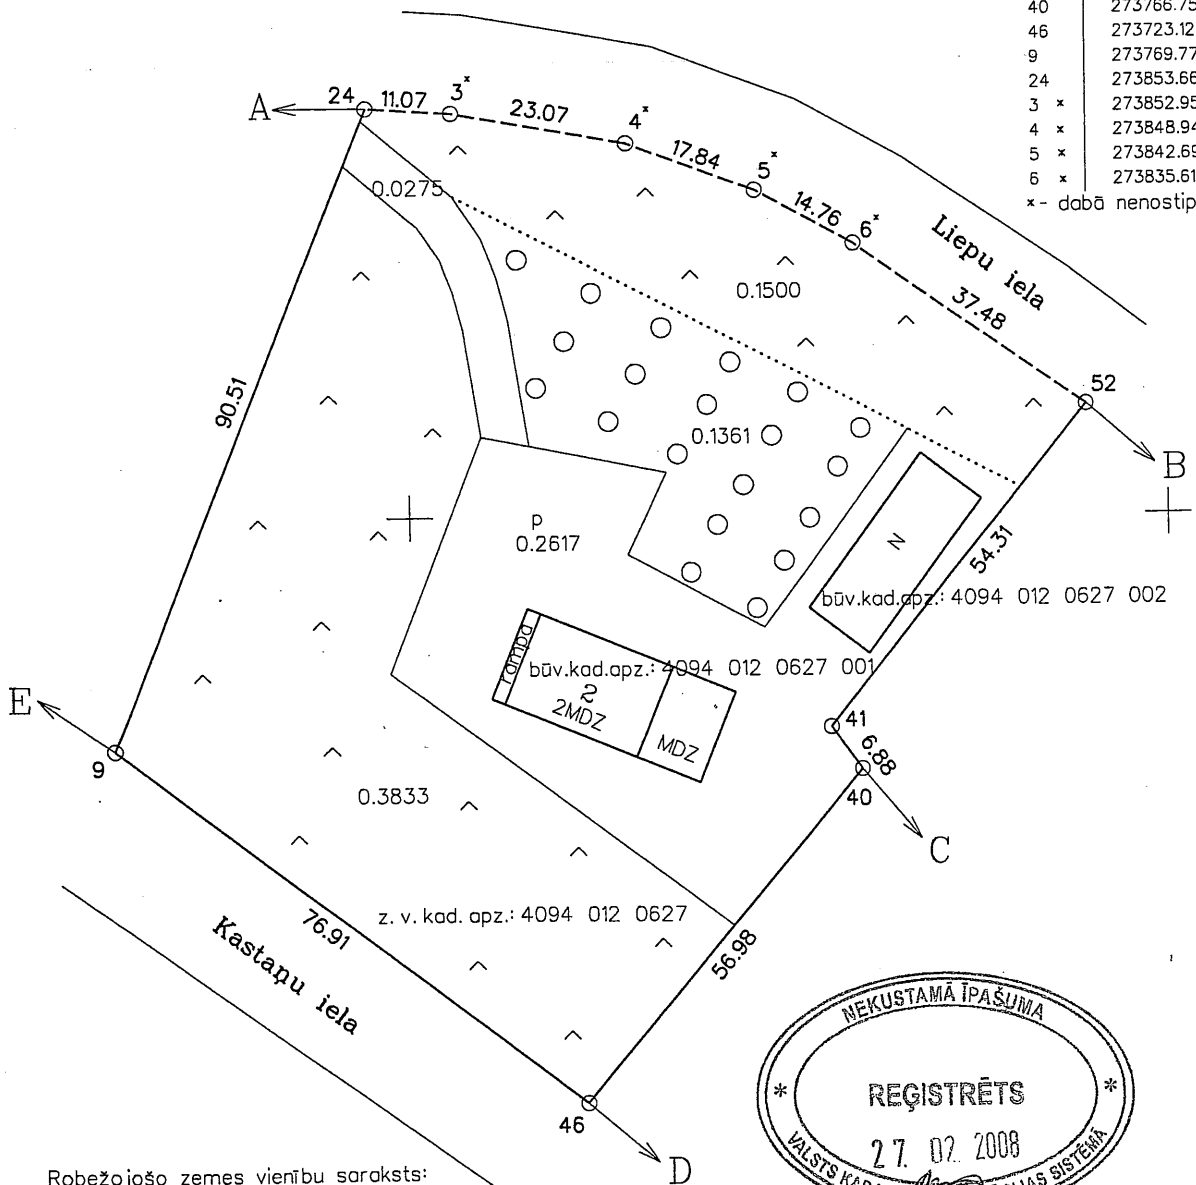 40 273766.75
46 273723.12
9 273769.77
24 273853.66
3 x 273852.95
4 x 273848.94
5 x 273842.69
6 x 273835.61
x - dabā nenostip
A
24
11.07
3x
23.07
4x
17.84
5x
14.76
6x
Liepu iela
37.48
52
B
0.0275
0.1500
0.1361
90.51
p
0.2617
N
54.31
būv.kad.apz.: 4094 012 0627 002
rampa
būv.kad.apz.: 4094 012 0627 001
2
2MDZ
MDZ
41
6.88
40
C
E
9
0.3833
z. v. kad. apz.: 4094 012 0627
76.91
56.98
Kastaņu iela
46
D
NEKUSTAMĀ ĪPAŠUMA
* REĢISTRĒTS *
27. 02. 2008
VALSTS SISTĒMĀ
Robežojošo zemes vienību saraksts: